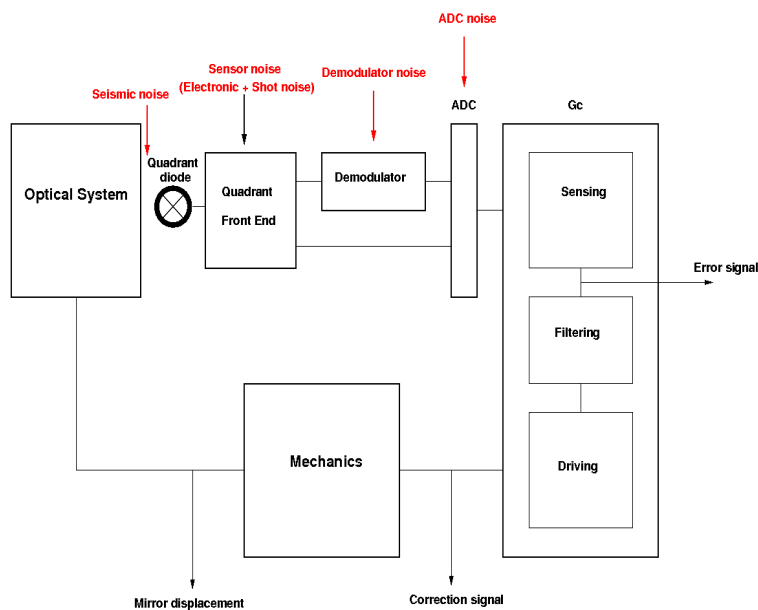 ADC noise
Sensor noise
(Electronic + Shot noise)
Demodulator noise
Seismic noise
ADC
Gc
Quadrant
diode
Optical System
Quadrant
Front End
Demodulator
Sensing
Error signal
Filtering
Mechanics
Driving
Mirror displacement
Correction signal